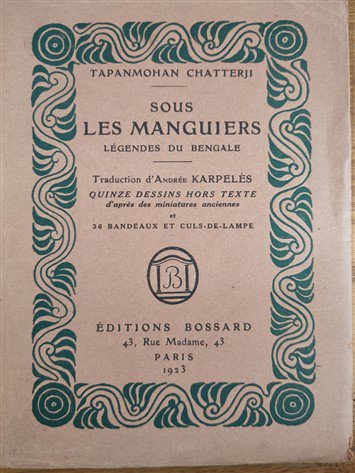 TAPANMOHAN CHATTERJI
SOUS
LES MANGUIERS
LÉGENDES DU BENGALE
Traduction d'ANDRÉE KARPELÈS
QUINZE DESSINS HORS TEXTE
d'après des miniatures anciennes
et
36 BANDEAUX ET CULS-DE-LAMPE
B
ÉDITIONS BOSSARD
43, Rue Madame, 43
PARIS
1923